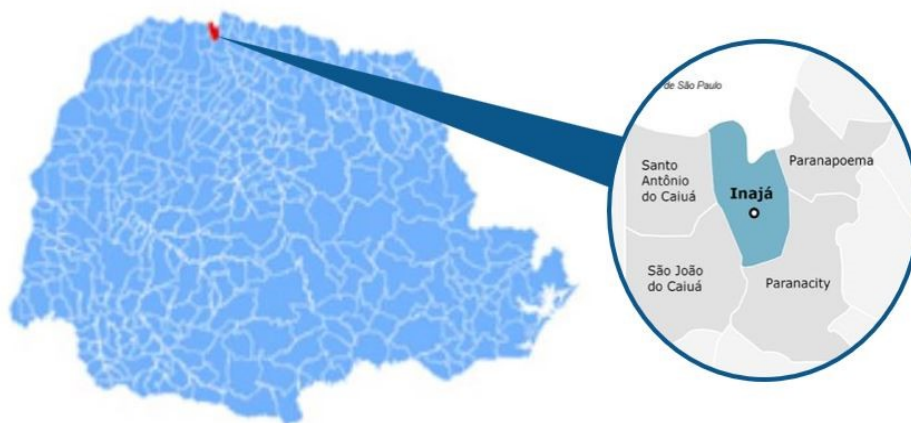 de São Paulo
Santo
Antônio
do Caiuá
Paranapoema
Inajá
São João
do Caiuá
Paranacity